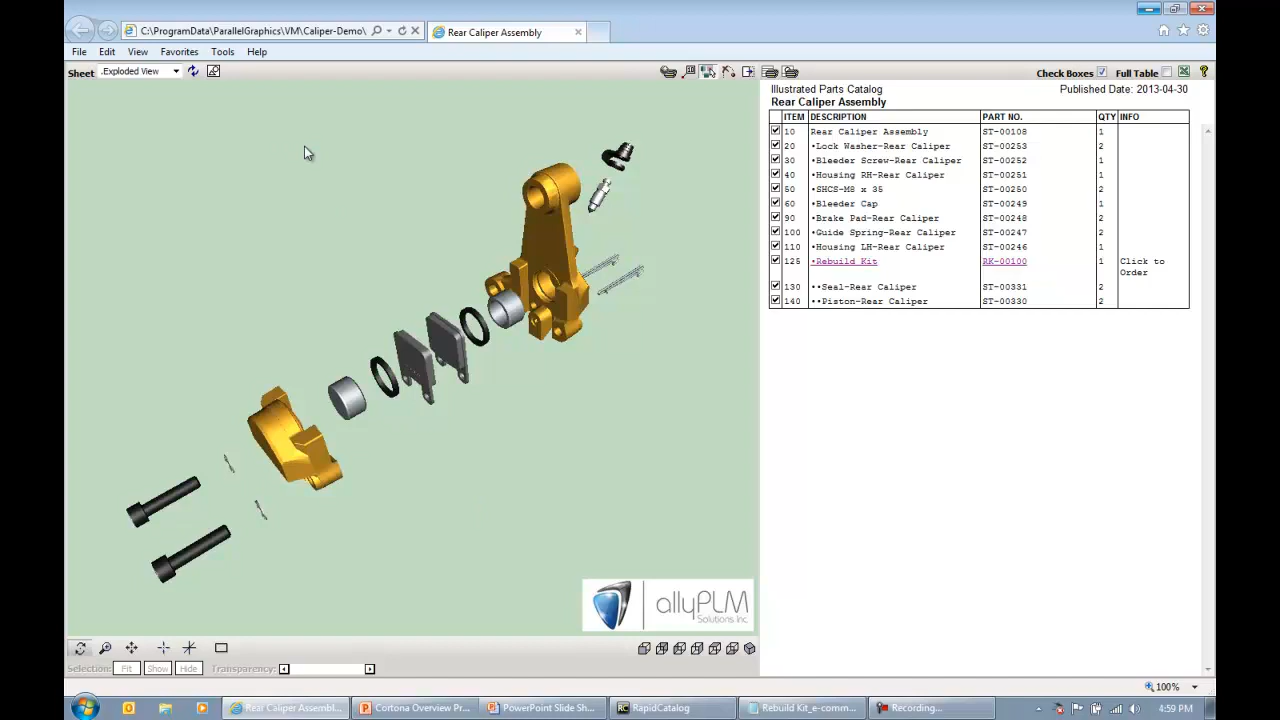 C:\ProgramData\ParallelGraphics\VM\Caliper-Demo\
Rear Caliper Assembly
File Edit View Favorites Tools Help
Sheet .Exploded View
Check Boxes Full Table
Illustrated Parts Catalog Published Date: 2013-04-30
Rear Caliper Assembly
ITEM DESCRIPTION PART NO. QTY INFO
10 Rear Caliper Assembly ST-00108 1
20 •Lock Washer-Rear Caliper ST-00253 2
30 •Bleeder Screw-Rear Caliper ST-00252 1
40 •Housing RH-Rear Caliper ST-00251 1
50 •SHCS-M8 x 35 ST-00250 2
60 •Bleeder Cap ST-00249 1
90 •Brake Pad-Rear Caliper ST-00248 2
100 •Guide Spring-Rear Caliper ST-00247 2
110 •Housing LH-Rear Caliper ST-00246 1
125 •Rebuild Kit RK-00100 1 Click to
Order
130 ••Seal-Rear Caliper ST-00331 2
140 ••Piston-Rear Caliper ST-00330 2
allyPLM
Solutions Inc.
Selection: Fit Show Hide Transparency:
100%
Rear Caliper Assembl... Cortona Overview Pr... PowerPoint Slide Sh... RapidCatalog Rebuild Kit_e-comm... Recording... 4:59 PM